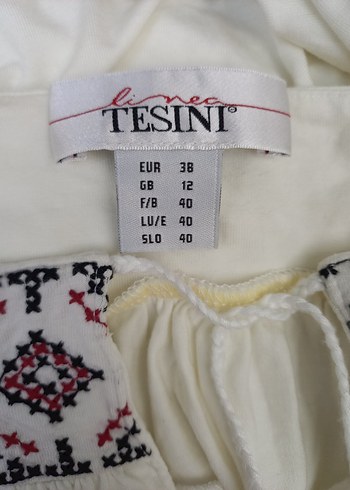 linea
TESINI
EUR 38
GB 12
F/B 40
LU/E 40
SLO 40